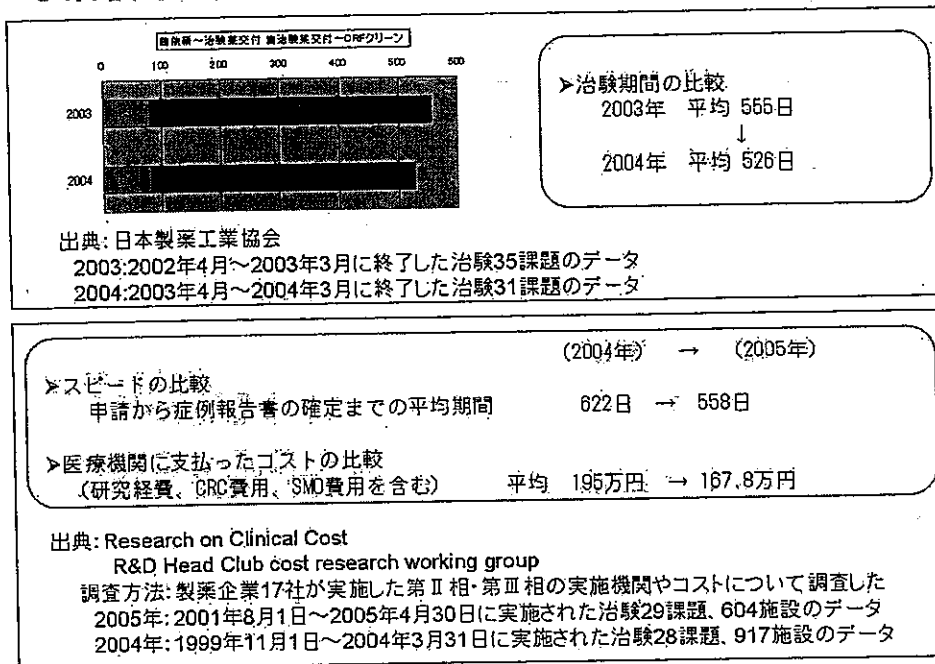 治験薬交付 治験薬交付~CRFクリーン
0 100 200 300 400 500 600
2003
2004
➤治験期間の比較
2003年 平均 555日
↓
2004年 平均 526日
出典:日本製薬工業協会
2003:2002年4月~2003年3月に終了した治験35課題のデータ
2004:2003年4月~2004年3月に終了した治験31課題のデータ
(2004年) → (2005年)
➤スピードの比較
申請から症例報告書の確定までの平均期間 622日 → 558日
➤医療機関に支払ったコストの比較
(研究経費、CRC費用、SMO費用を含む) 平均 195万円 → 167.8万円
出典: Research on Clinical Cost
R&D Head Club cost research working group
調査方法:製薬企業17社が実施した第Ⅱ相・第Ⅲ相の実施機関やコストについて調査した
2005年:2001年8月1日~2005年4月30日に実施された治験29課題、604施設のデータ
2004年:1999年11月1日~2004年3月31日に実施された治験28課題、917施設のデータ